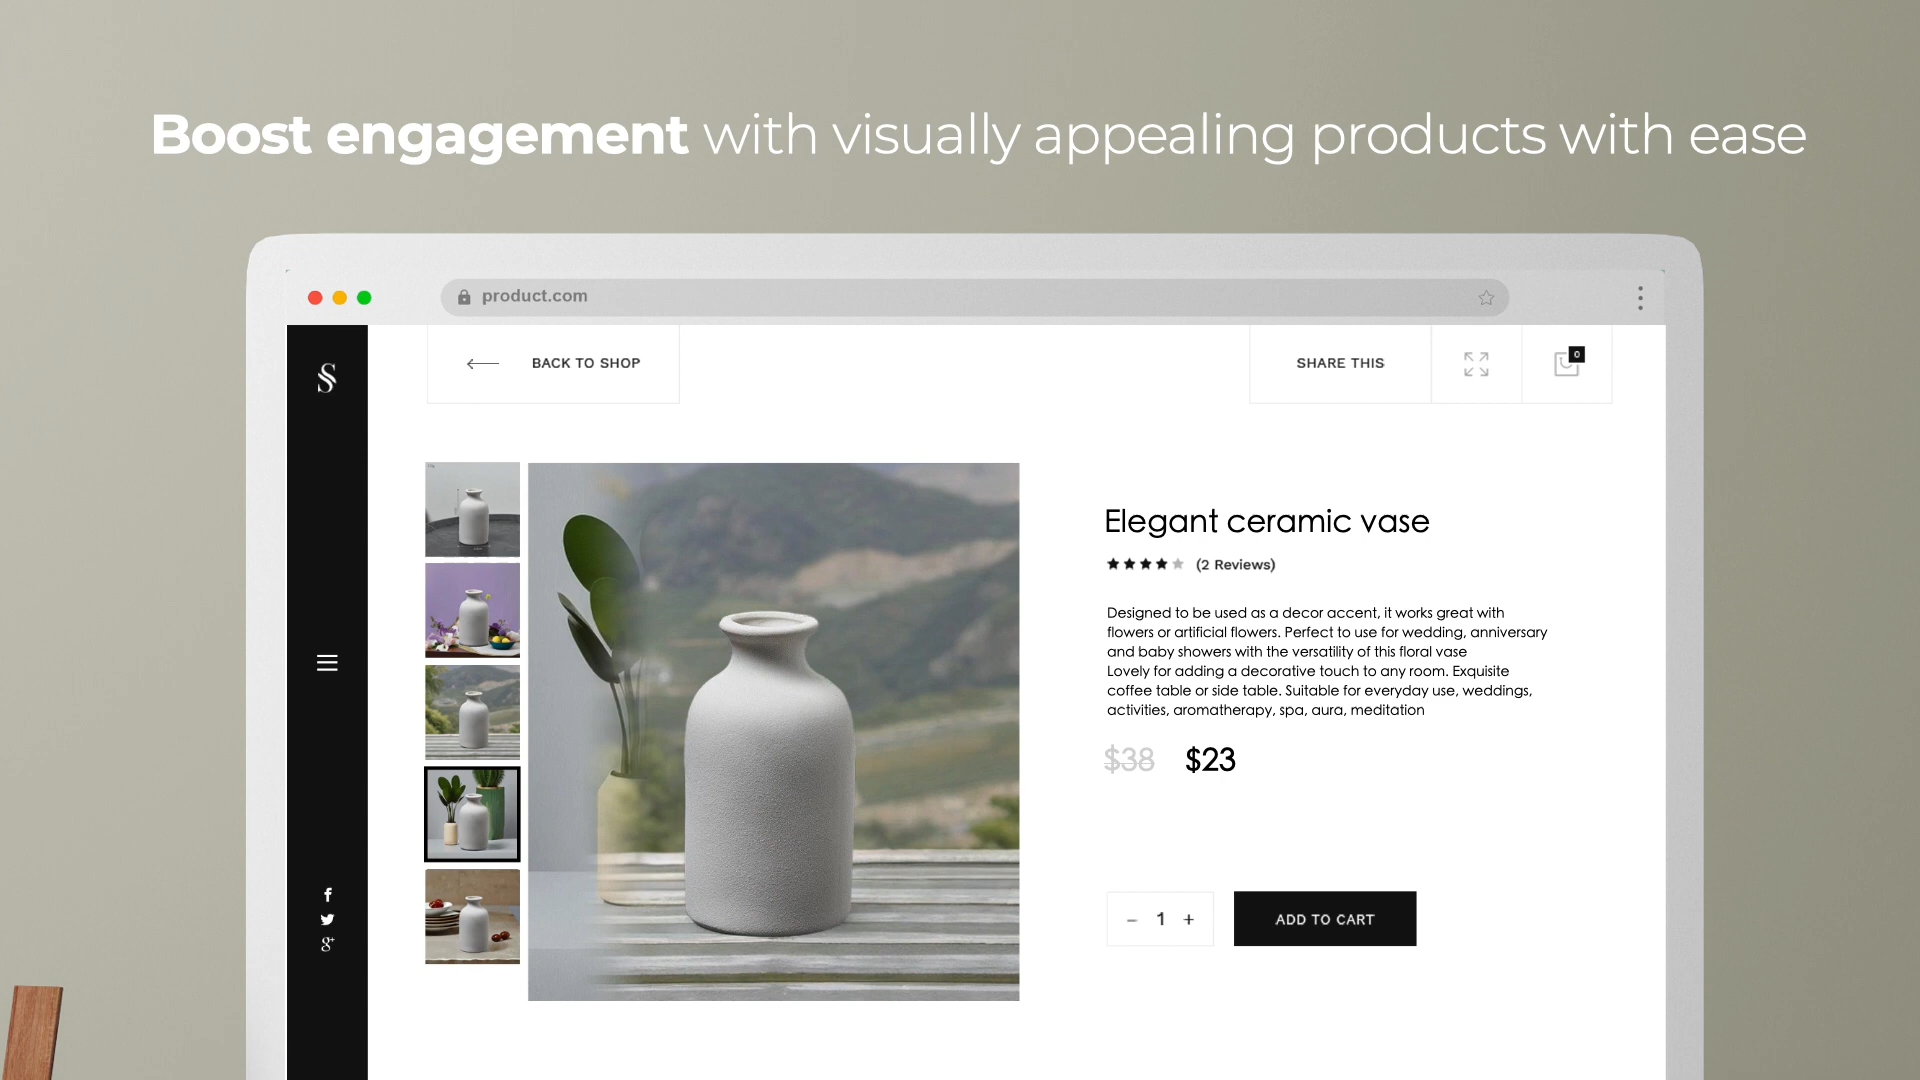 Boost engagement with visually appealing products with ease
product.com
BACK TO SHOP
SHARE THIS
0
Elegant ceramic vase
(2 Reviews)
Designed to be used as a decor accent, it works great with
flowers or artificial flowers. Perfect to use for wedding, anniversary
and baby showers with the versatility of this floral vase
Lovely for adding a decorative touch to any room. Exquisite
coffee table or side table. Suitable for everyday use, weddings,
activities, aromatherapy, spa, aura, meditation
$38 $23
− 1 +
ADD TO CART